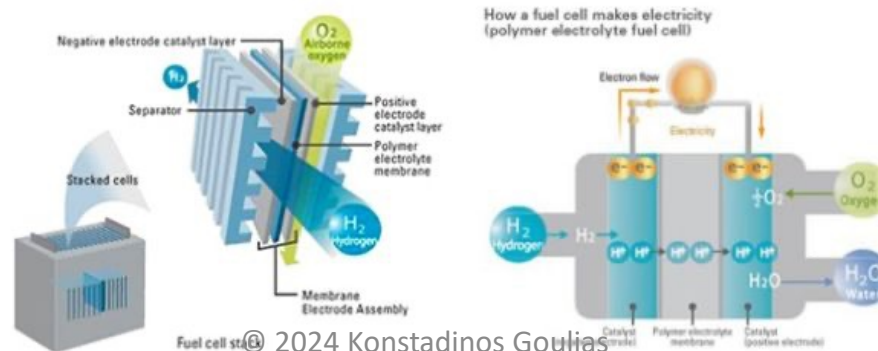 Negative electrode catalyst layer
O2
Airborne
oxygen
H2
Separator
Positive
electrode
catalyst layer
Polymer
electrolyte
membrane
Stacked cells
H2
Hydrogen
Membrane
Electrode Assembly
Fuel cell stack
How a fuel cell makes electricity
(polymer electrolyte fuel cell)
Electron flow
Electricity
e− e− e− e−
½O2
O2
Oxygen
H2
Hydrogen
H2
H+ H+ H+ H+ H+ H+
H2O
H2O
Water
Catalyst
electrode)
Polymer electrolyte
membrane
Catalyst
(positive electrode)
© 2024 Konstadinos Goulias